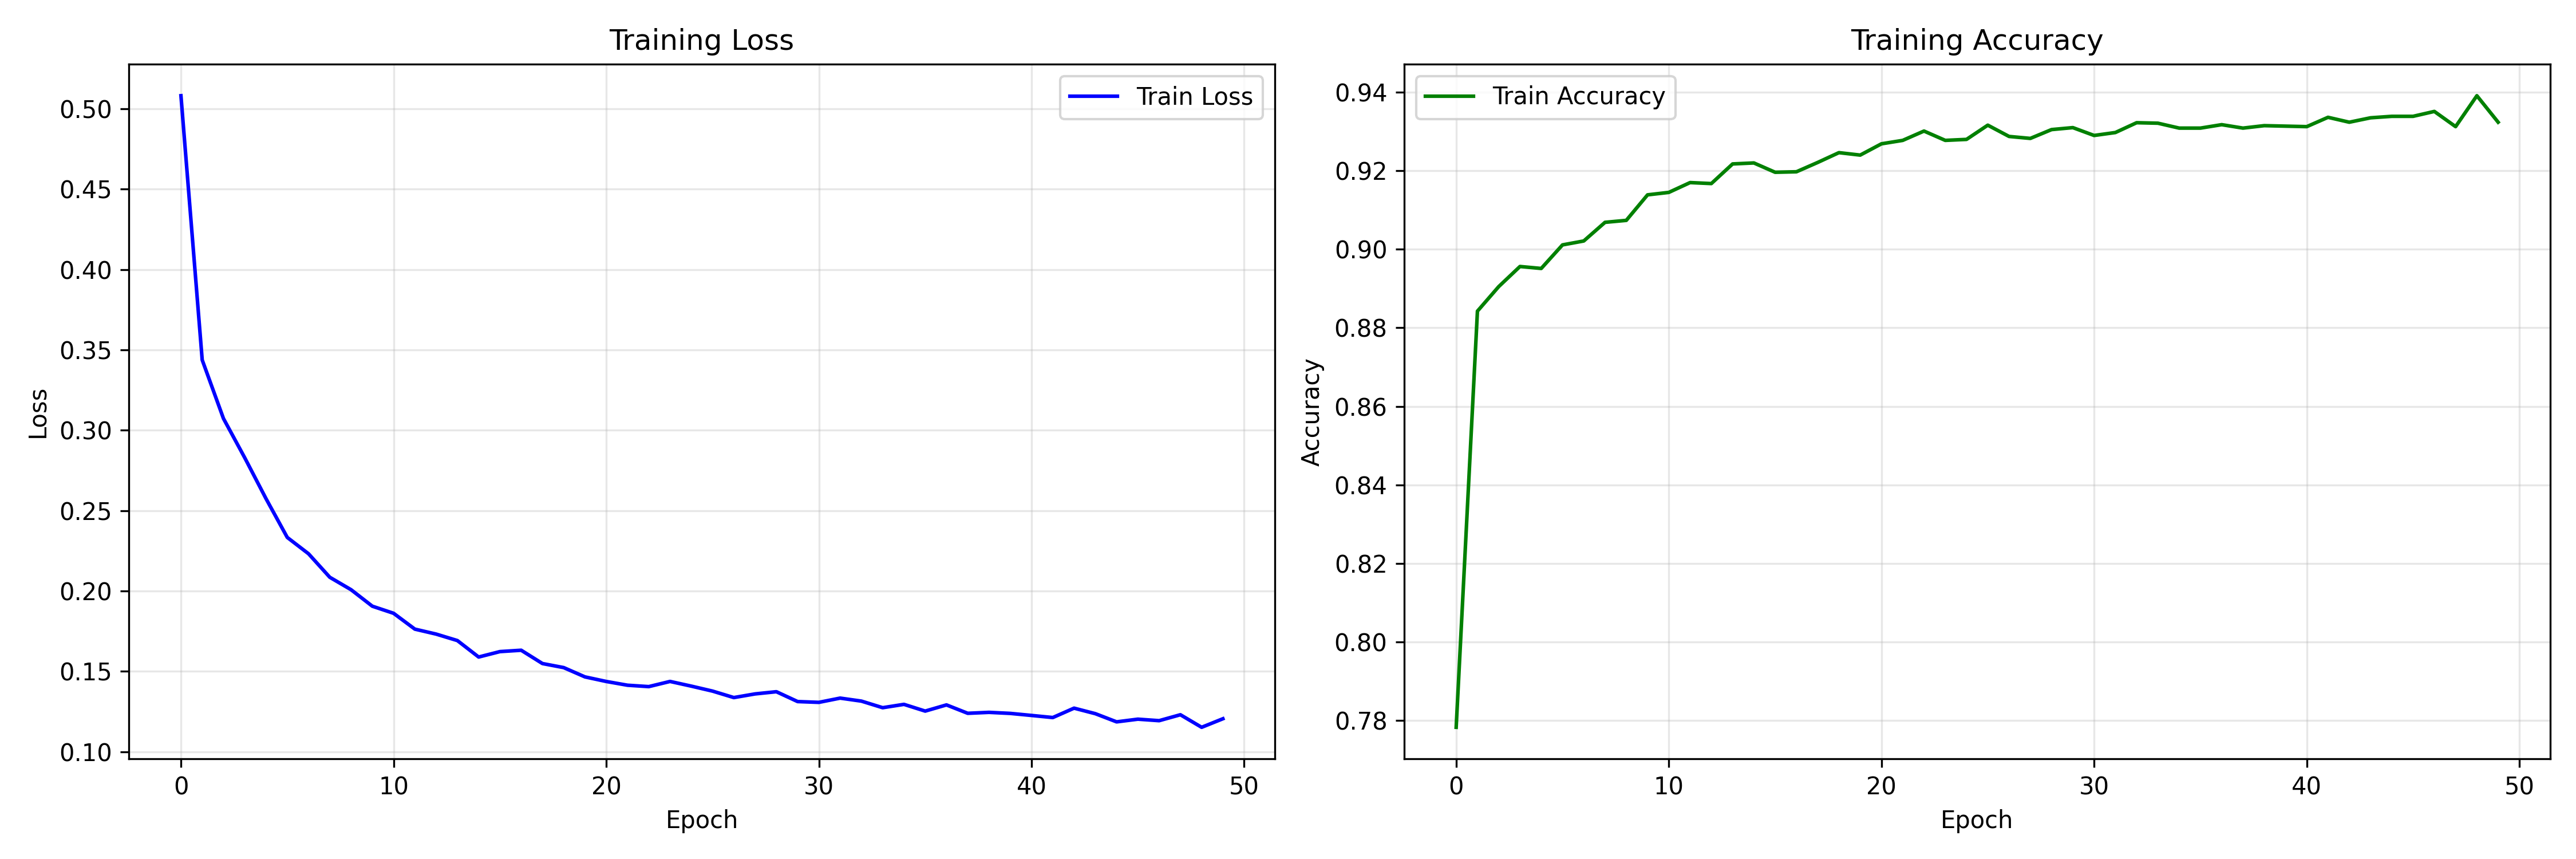 Training Loss
Train Loss
0.50
0.45
0.40
0.35
0.30
0.25
0.20
0.15
0.10
Loss
0 10 20 30 40 50
Epoch
Training Accuracy
Train Accuracy
0.94
0.92
0.90
0.88
0.86
0.84
0.82
0.80
0.78
Accuracy
0 10 20 30 40 50
Epoch